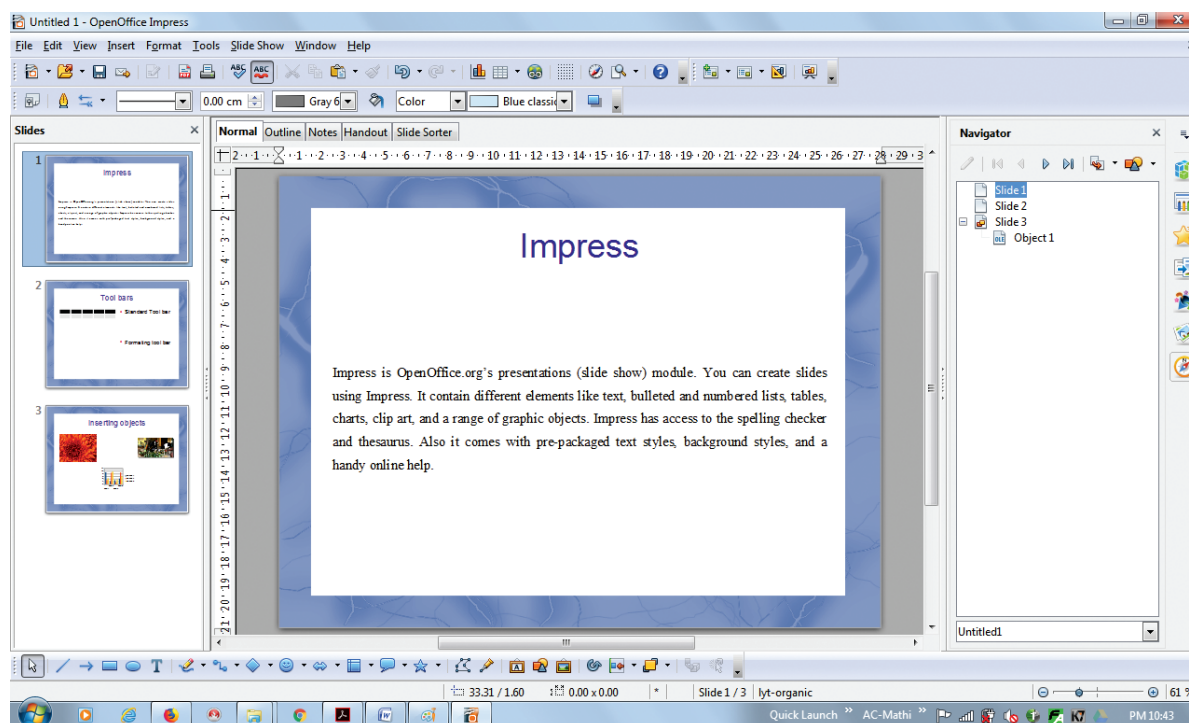 Untitled 1 - OpenOffice Impress
File Edit View Insert Format Tools Slide Show Window Help
0.00 cm Gray 6 Color Blue classic
Slides
Normal Outline Notes Handout Slide Sorter
Navigator
1
Impress
2
Tool bars
Standard Tool bar
Formating tool bar
3
Inserting objects
Impress
Impress is OpenOffice.org's presentations (slide show) module. You can create slides
using Impress. It contain different elements like text, bulleted and numbered lists, tables,
charts, clip art, and a range of graphic objects. Impress has access to the spelling checker
and thesaurus. Also it comes with pre-packaged text styles, background styles, and a
handy online help.
Slide 1
Slide 2
Slide 3
Object 1
Untitled1
33.31 / 1.60 0.00 x 0.00 * Slide 1 / 3 lyt-organic 61 %
Quick Launch » AC-Mathi » PM 10:43